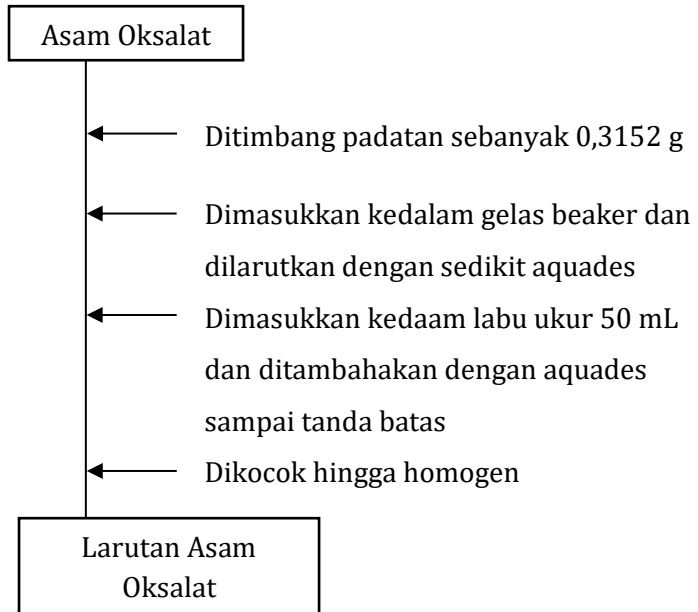 Asam Oksalat
Ditimbang padatan sebanyak 0,3152 g
Dimasukkan kedalam gelas beaker dan
dilarutkan dengan sedikit aquades
Dimasukkan kedaam labu ukur 50 mL
dan ditambahakan dengan aquades
sampai tanda batas
Dikocok hingga homogen
Larutan Asam
Oksalat